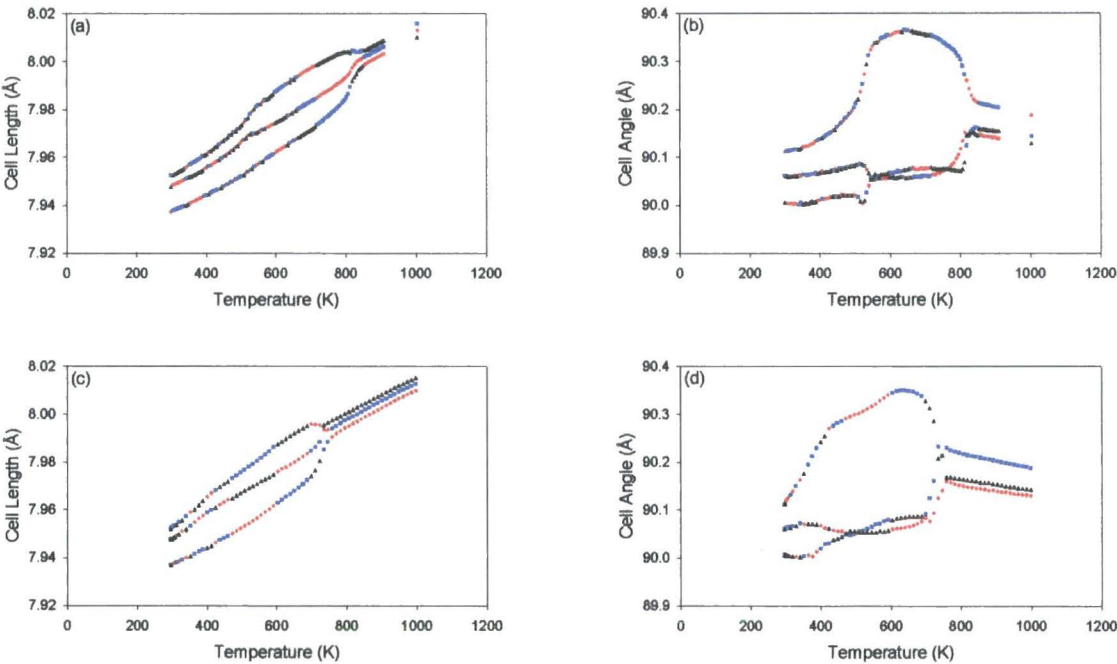 (a)
8.02
8.00
7.98
7.96
7.94
7.92
Cell Length (Å)
0 200 400 600 800 1000 1200
Temperature (K)
(b)
90.4
90.3
90.2
90.1
90.0
89.9
Cell Angle (Å)
0 200 400 600 800 1000 1200
Temperature (K)
(c)
8.02
8.00
7.98
7.96
7.94
7.92
Cell Length (Å)
0 200 400 600 800 1000 1200
Temperature (K)
(d)
90.4
90.3
90.2
90.1
90.0
89.9
Cell Angle (Å)
0 200 400 600 800 1000 1200
Temperature (K)